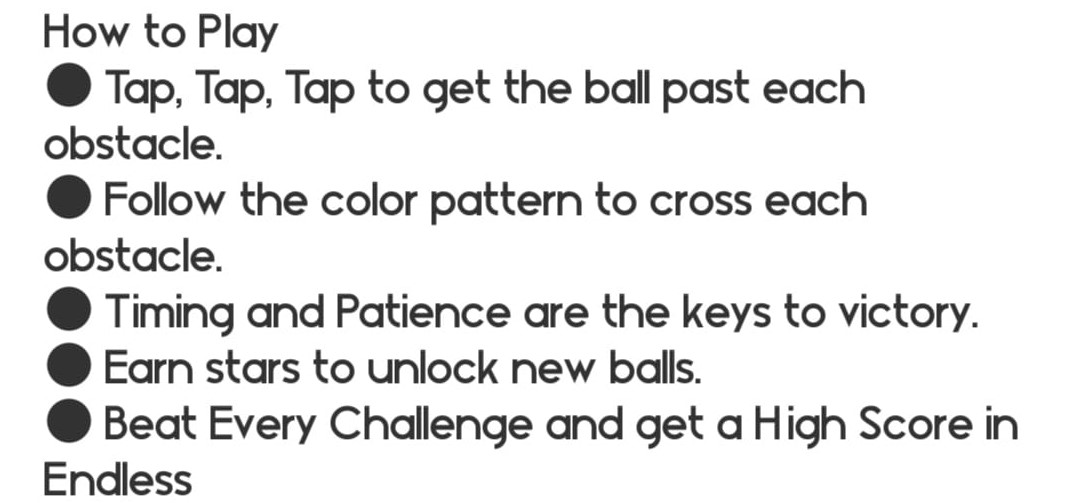 How to Play
● Tap, Tap, Tap to get the ball past each
obstacle.
● Follow the color pattern to cross each
obstacle.
● Timing and Patience are the keys to victory.
● Earn stars to unlock new balls.
● Beat Every Challenge and get a High Score in
Endless